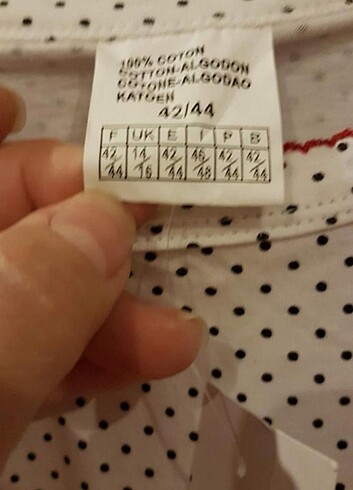 100% COTON
COTTON-ALGODON
COTONE-ALGODAO
KATOEN
42/44
F UK E I P B
42/44 14/16 42/44 46/48 42/44 42/44